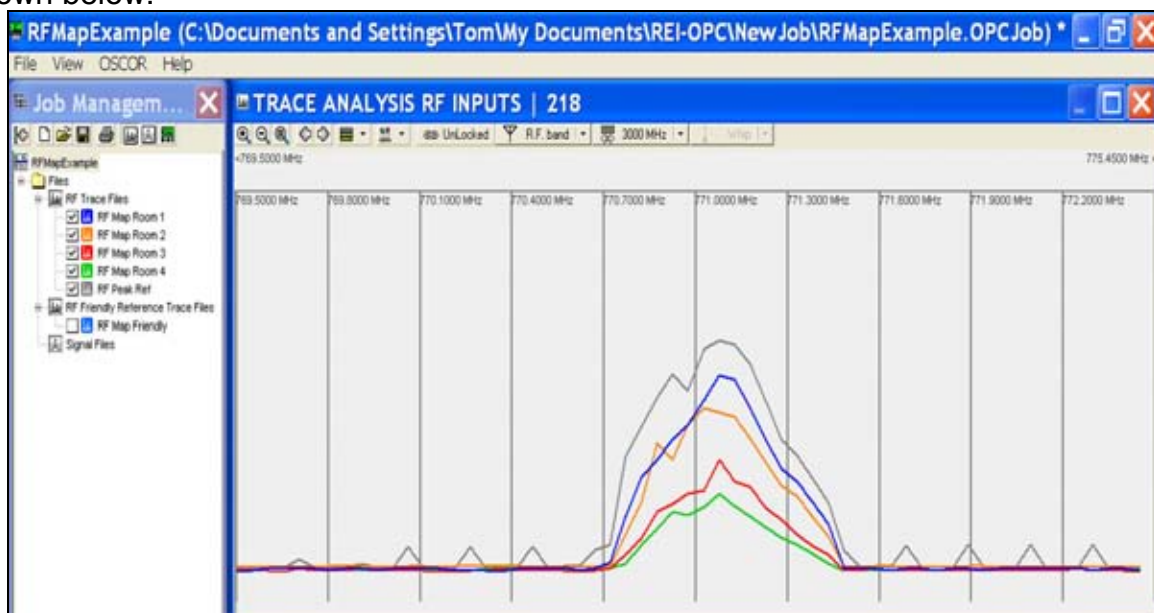 own below.
RFMapExample (C:\Documents and Settings\Tom\My Documents\REI-OPC\NewJob\RFMapExample.OPCJob) *
File View OSCOR Help
Job Managem...
TRACE ANALYSIS RF INPUTS | 218
UnLocked R.F. band 3000 MHz Whip
<769.5000 MHz 775.4500 MHz
769.5000 MHz 769.8000 MHz 770.1000 MHz 770.4000 MHz 770.7000 MHz 771.0000 MHz 771.3000 MHz 771.6000 MHz 771.9000 MHz 772.2000 MHz
RFMapExample
Files
RF Trace Files
RF Map Room 1
RF Map Room 2
RF Map Room 3
RF Map Room 4
RF Peak Ref
RF Friendly Reference Trace Files
RF Map Friendly
Signal Files